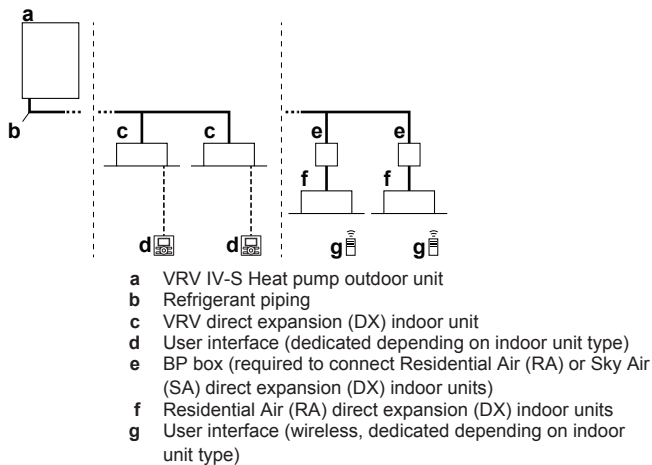 a
b
c c e e
f f
d d g g
a VRV IV-S Heat pump outdoor unit
b Refrigerant piping
c VRV direct expansion (DX) indoor unit
d User interface (dedicated depending on indoor unit type)
e BP box (required to connect Residential Air (RA) or Sky Air
(SA) direct expansion (DX) indoor units)
f Residential Air (RA) direct expansion (DX) indoor units
g User interface (wireless, dedicated depending on indoor
unit type)